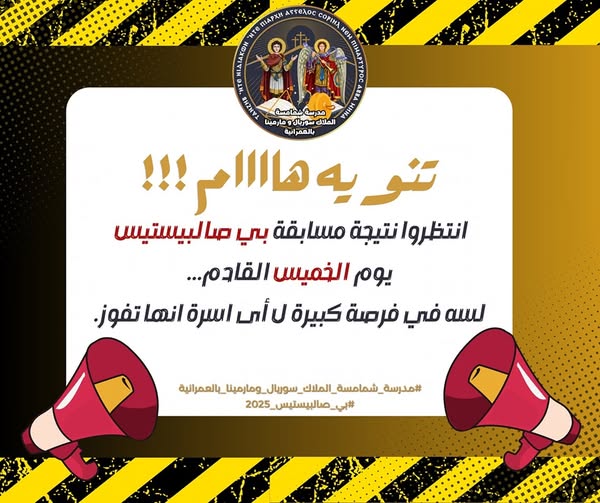 مدرسة شمامسة
الملاك سوريال و مارمينا
بالعمرانية
تنويه هاااام !!!
انتظروا نتيجة مسابقة بي صالبيستيس
يوم الخميس القادم...
لسه في فرصة كبيرة ل أى اسرة انها تفوز.
#مدرسة_شمامسة_الملاك_سوريال_ومارمينا_بالعمرانية
#بي_صالبيستيس_2025